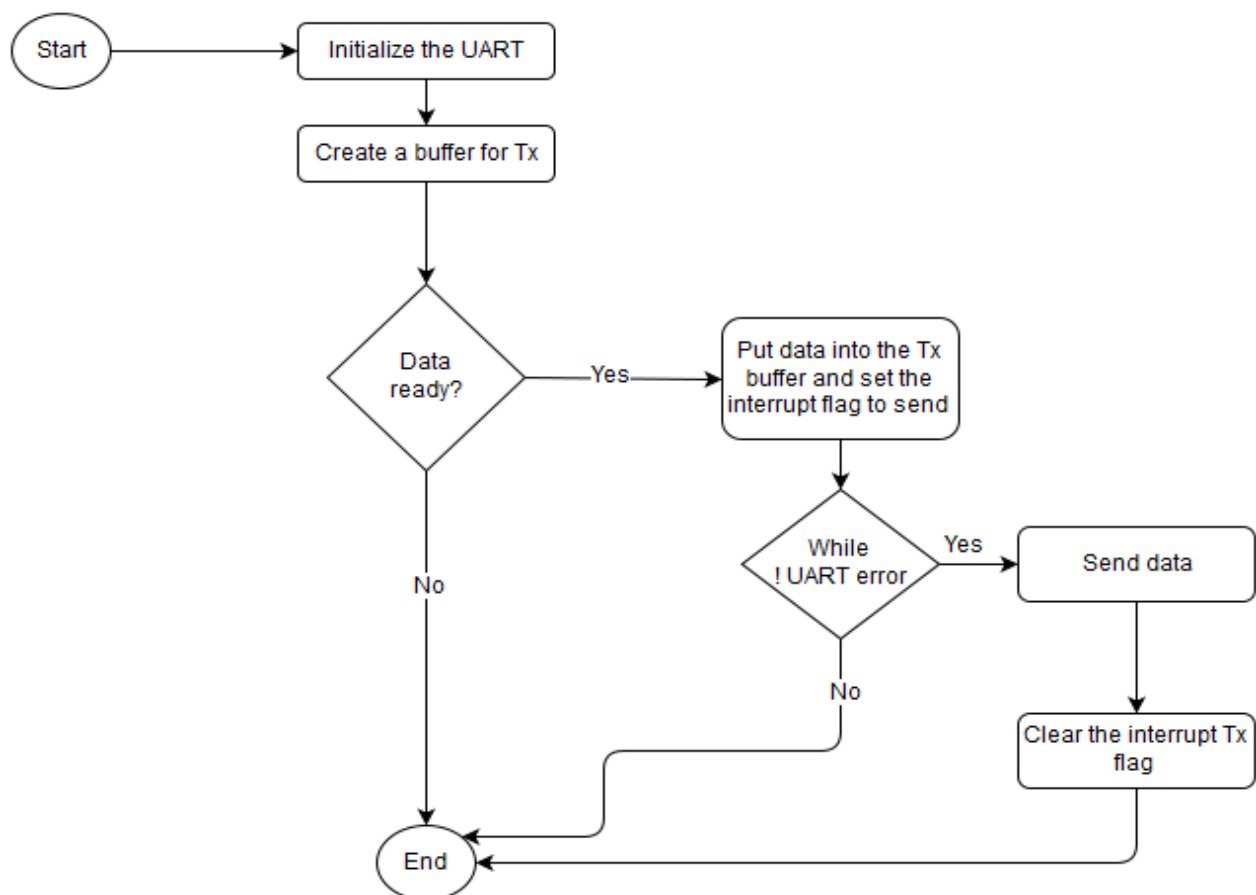 Start
Initialize the UART
Create a buffer for Tx
Data
ready?
Yes
Put data into the Tx
buffer and set the
interrupt flag to send
While
! UART error
Yes
Send data
No
No
Clear the interrupt Tx
flag
End